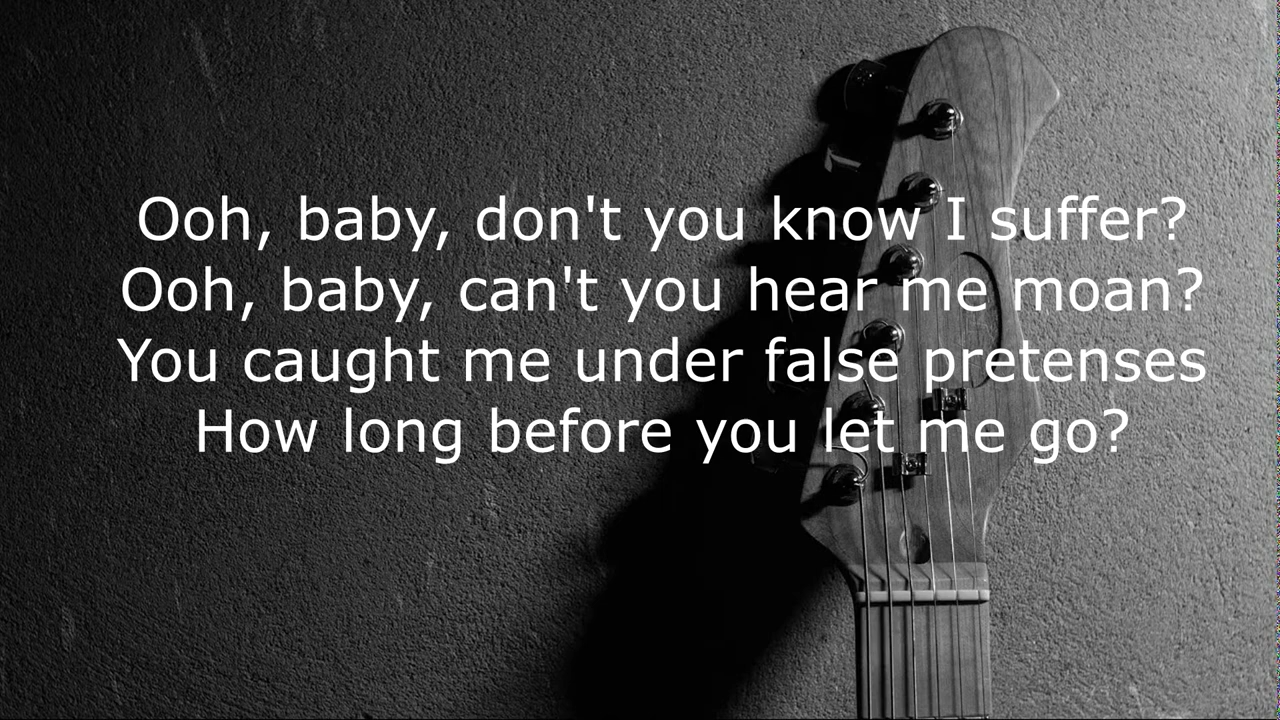 Ooh, baby, don't you know I suffer?
Ooh, baby, can't you hear me moan?
You caught me under false pretenses
How long before you let me go?